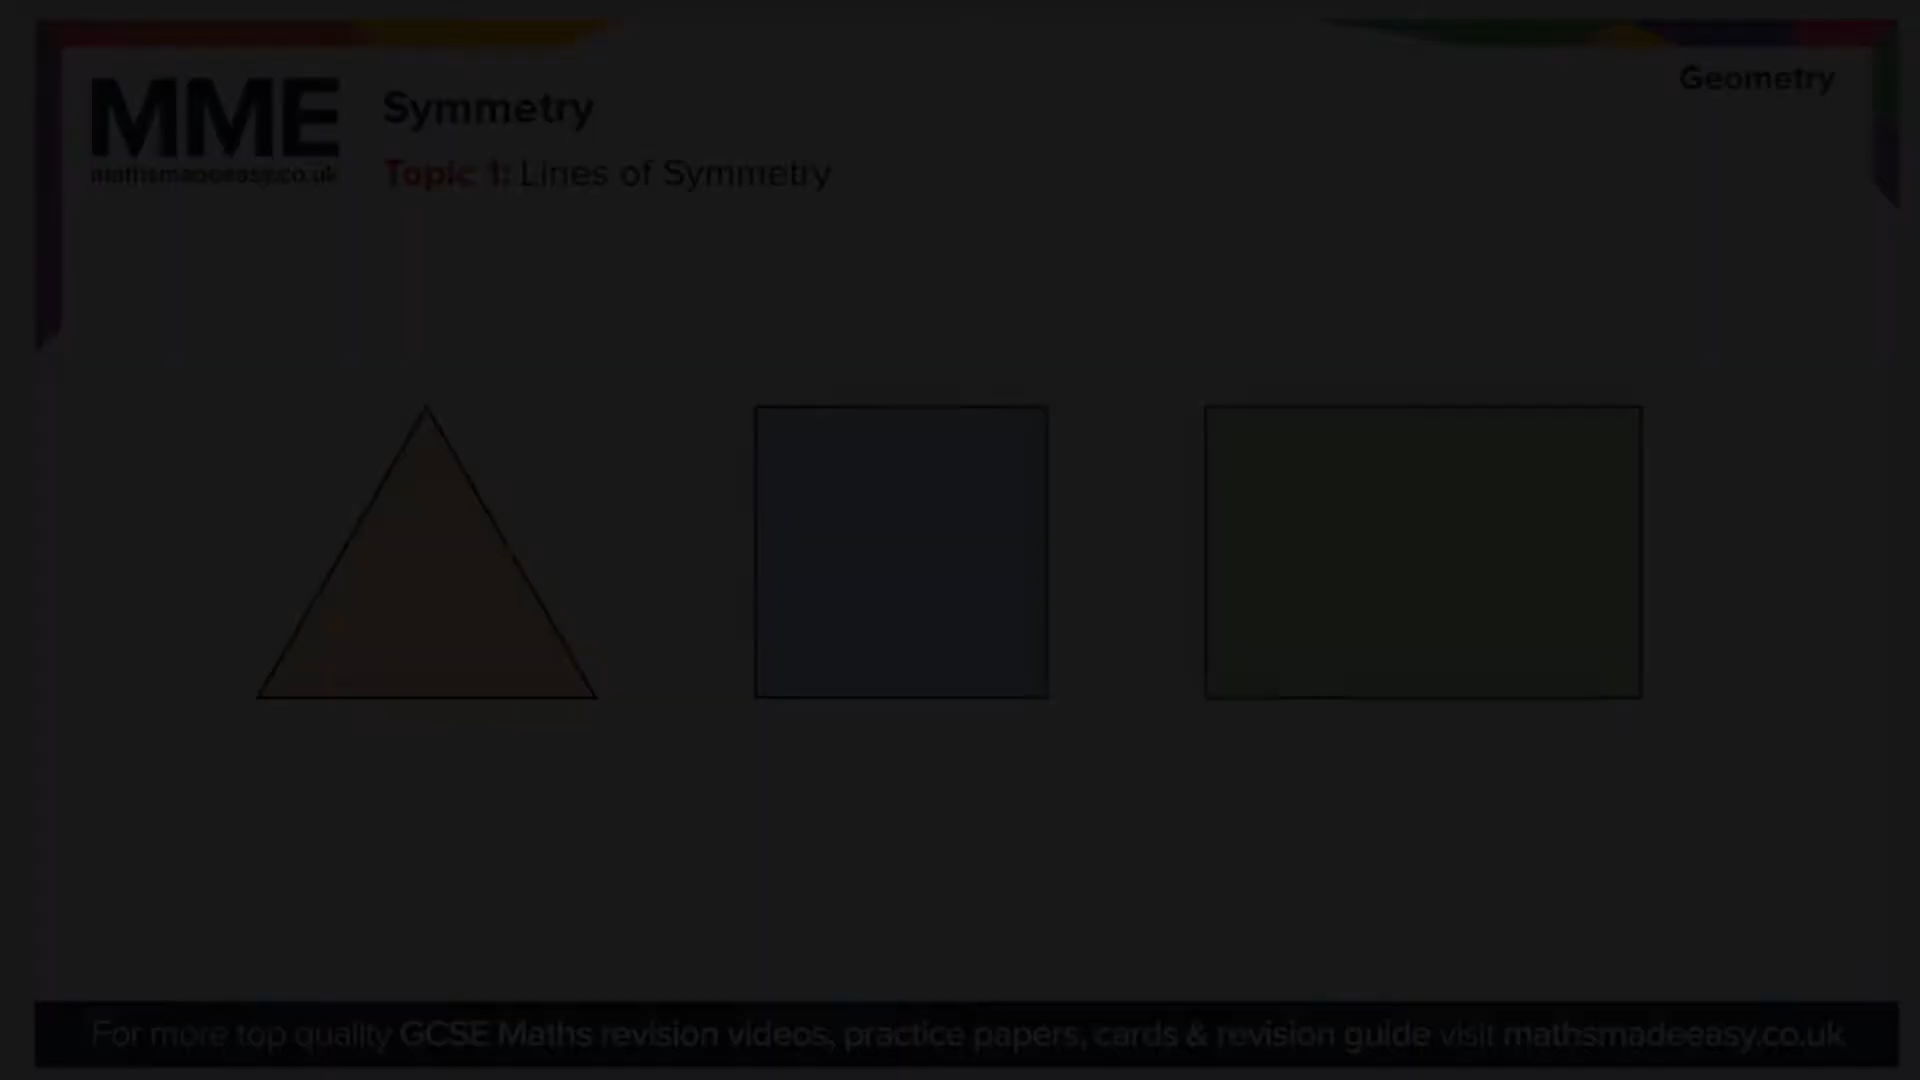 MME
mathsmadeeasy.co.uk
Symmetry
Topic 1: Lines of Symmetry
Geometry
For more top quality GCSE Maths revision videos, practice papers, cards & revision guide visit mathsmadeeasy.co.uk